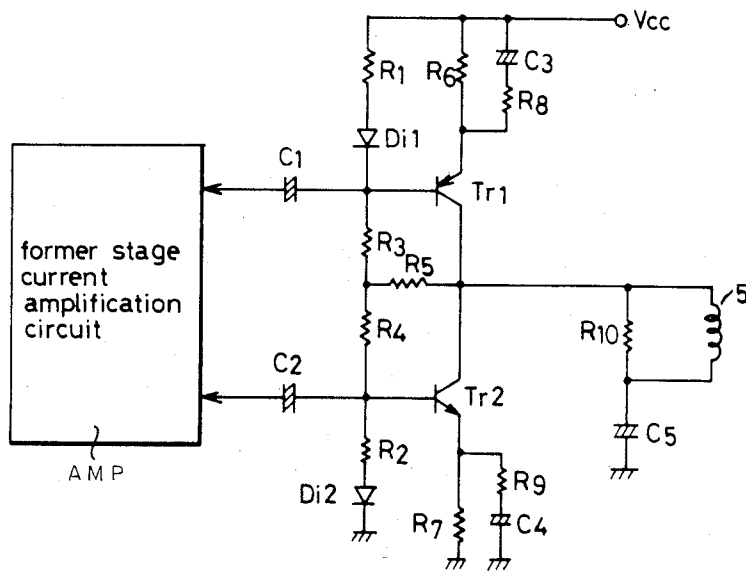 Vcc
R1
R6
C3
R8
Di1
C1
Tr1
former stage
current
amplification
circuit
R3
R5
5
R10
R4
C2
Tr2
C5
AMP
R2
R9
Di2
R7
C4